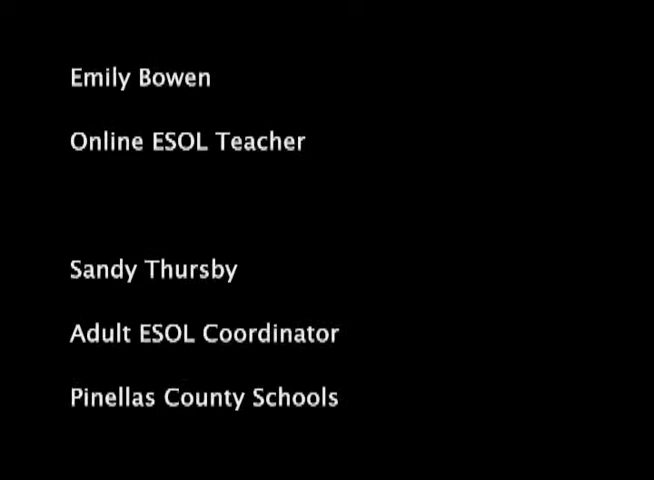 Emily Bowen
Online ESOL Teacher
Sandy Thursby
Adult ESOL Coordinator
Pinellas County Schools